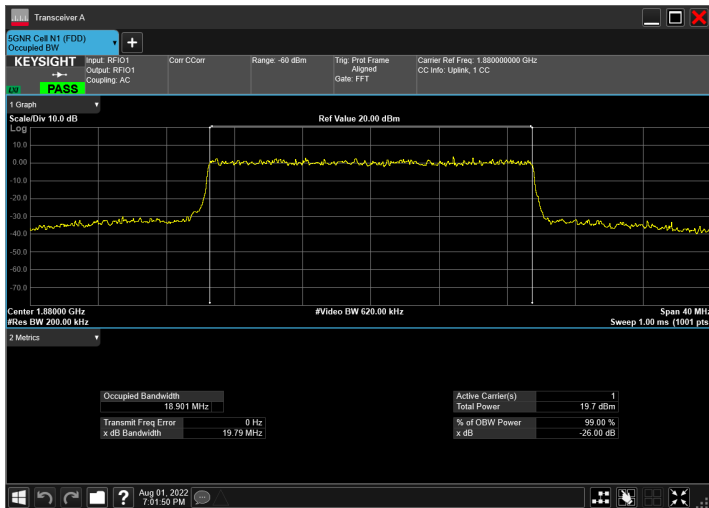 Transceiver A
5GNR Cell N1 (FDD)
Occupied BW
KEYSIGHT
LXI
PASS
Input: RFIO1
Output: RFIO1
Coupling: AC
Corr CCorr
Range: -60 dBm
Trig: Prot Frame
Aligned
Gate: FFT
Carrier Ref Freq: 1.880000000 GHz
CC Info: Uplink, 1 CC
1 Graph
Scale/Div 10.0 dB
Ref Value 20.00 dBm
Log
10.0
0.00
-10.0
-20.0
-30.0
-40.0
-50.0
-60.0
-70.0
Center 1.88000 GHz
#Video BW 620.00 kHz
Span 40 MHz
#Res BW 200.00 kHz
Sweep 1.00 ms (1001 pts)
2 Metrics
Occupied Bandwidth
18.901 MHz
Transmit Freq Error 0 Hz
x dB Bandwidth 19.79 MHz
Active Carrier(s) 1
Total Power 19.7 dBm
% of OBW Power 99.00 %
x dB -26.00 dB
?
Aug 01, 2022
7:01:50 PM